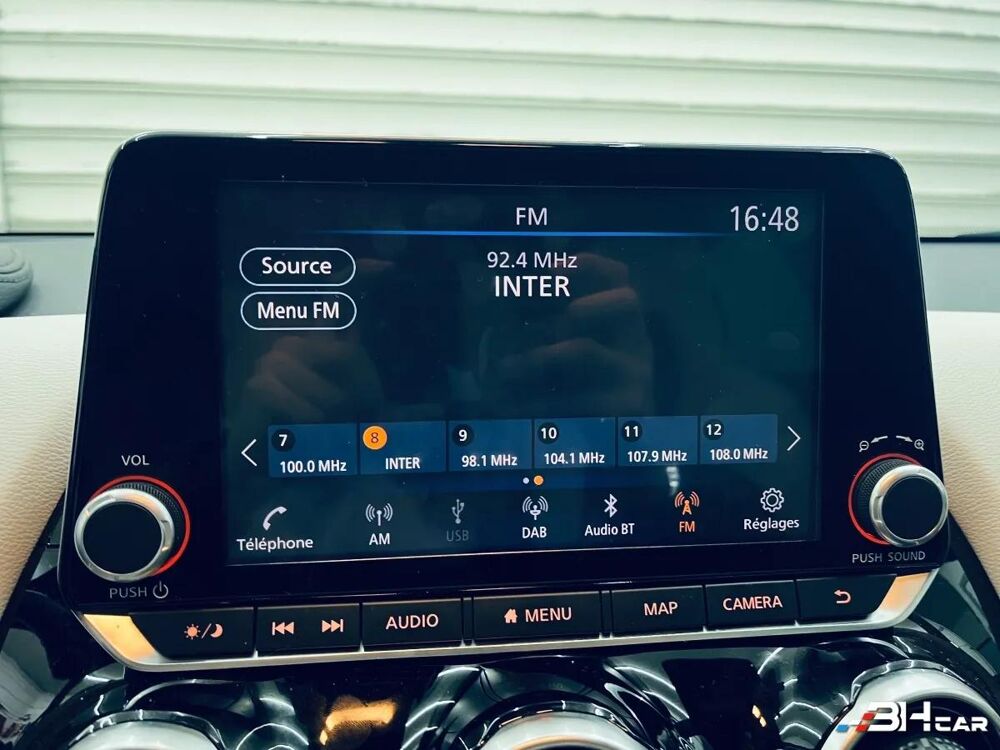 FM
16:48
Source
92.4 MHz
INTER
Menu FM
7
8
9
10
11
12
100.0 MHz
INTER
98.1 MHz
104.1 MHz
107.9 MHz
108.0 MHz
VOL
Téléphone
AM
USB
DAB
Audio BT
FM
Réglages
PUSH
PUSH SOUND
AUDIO
MENU
MAP
CAMERA
BHCAR